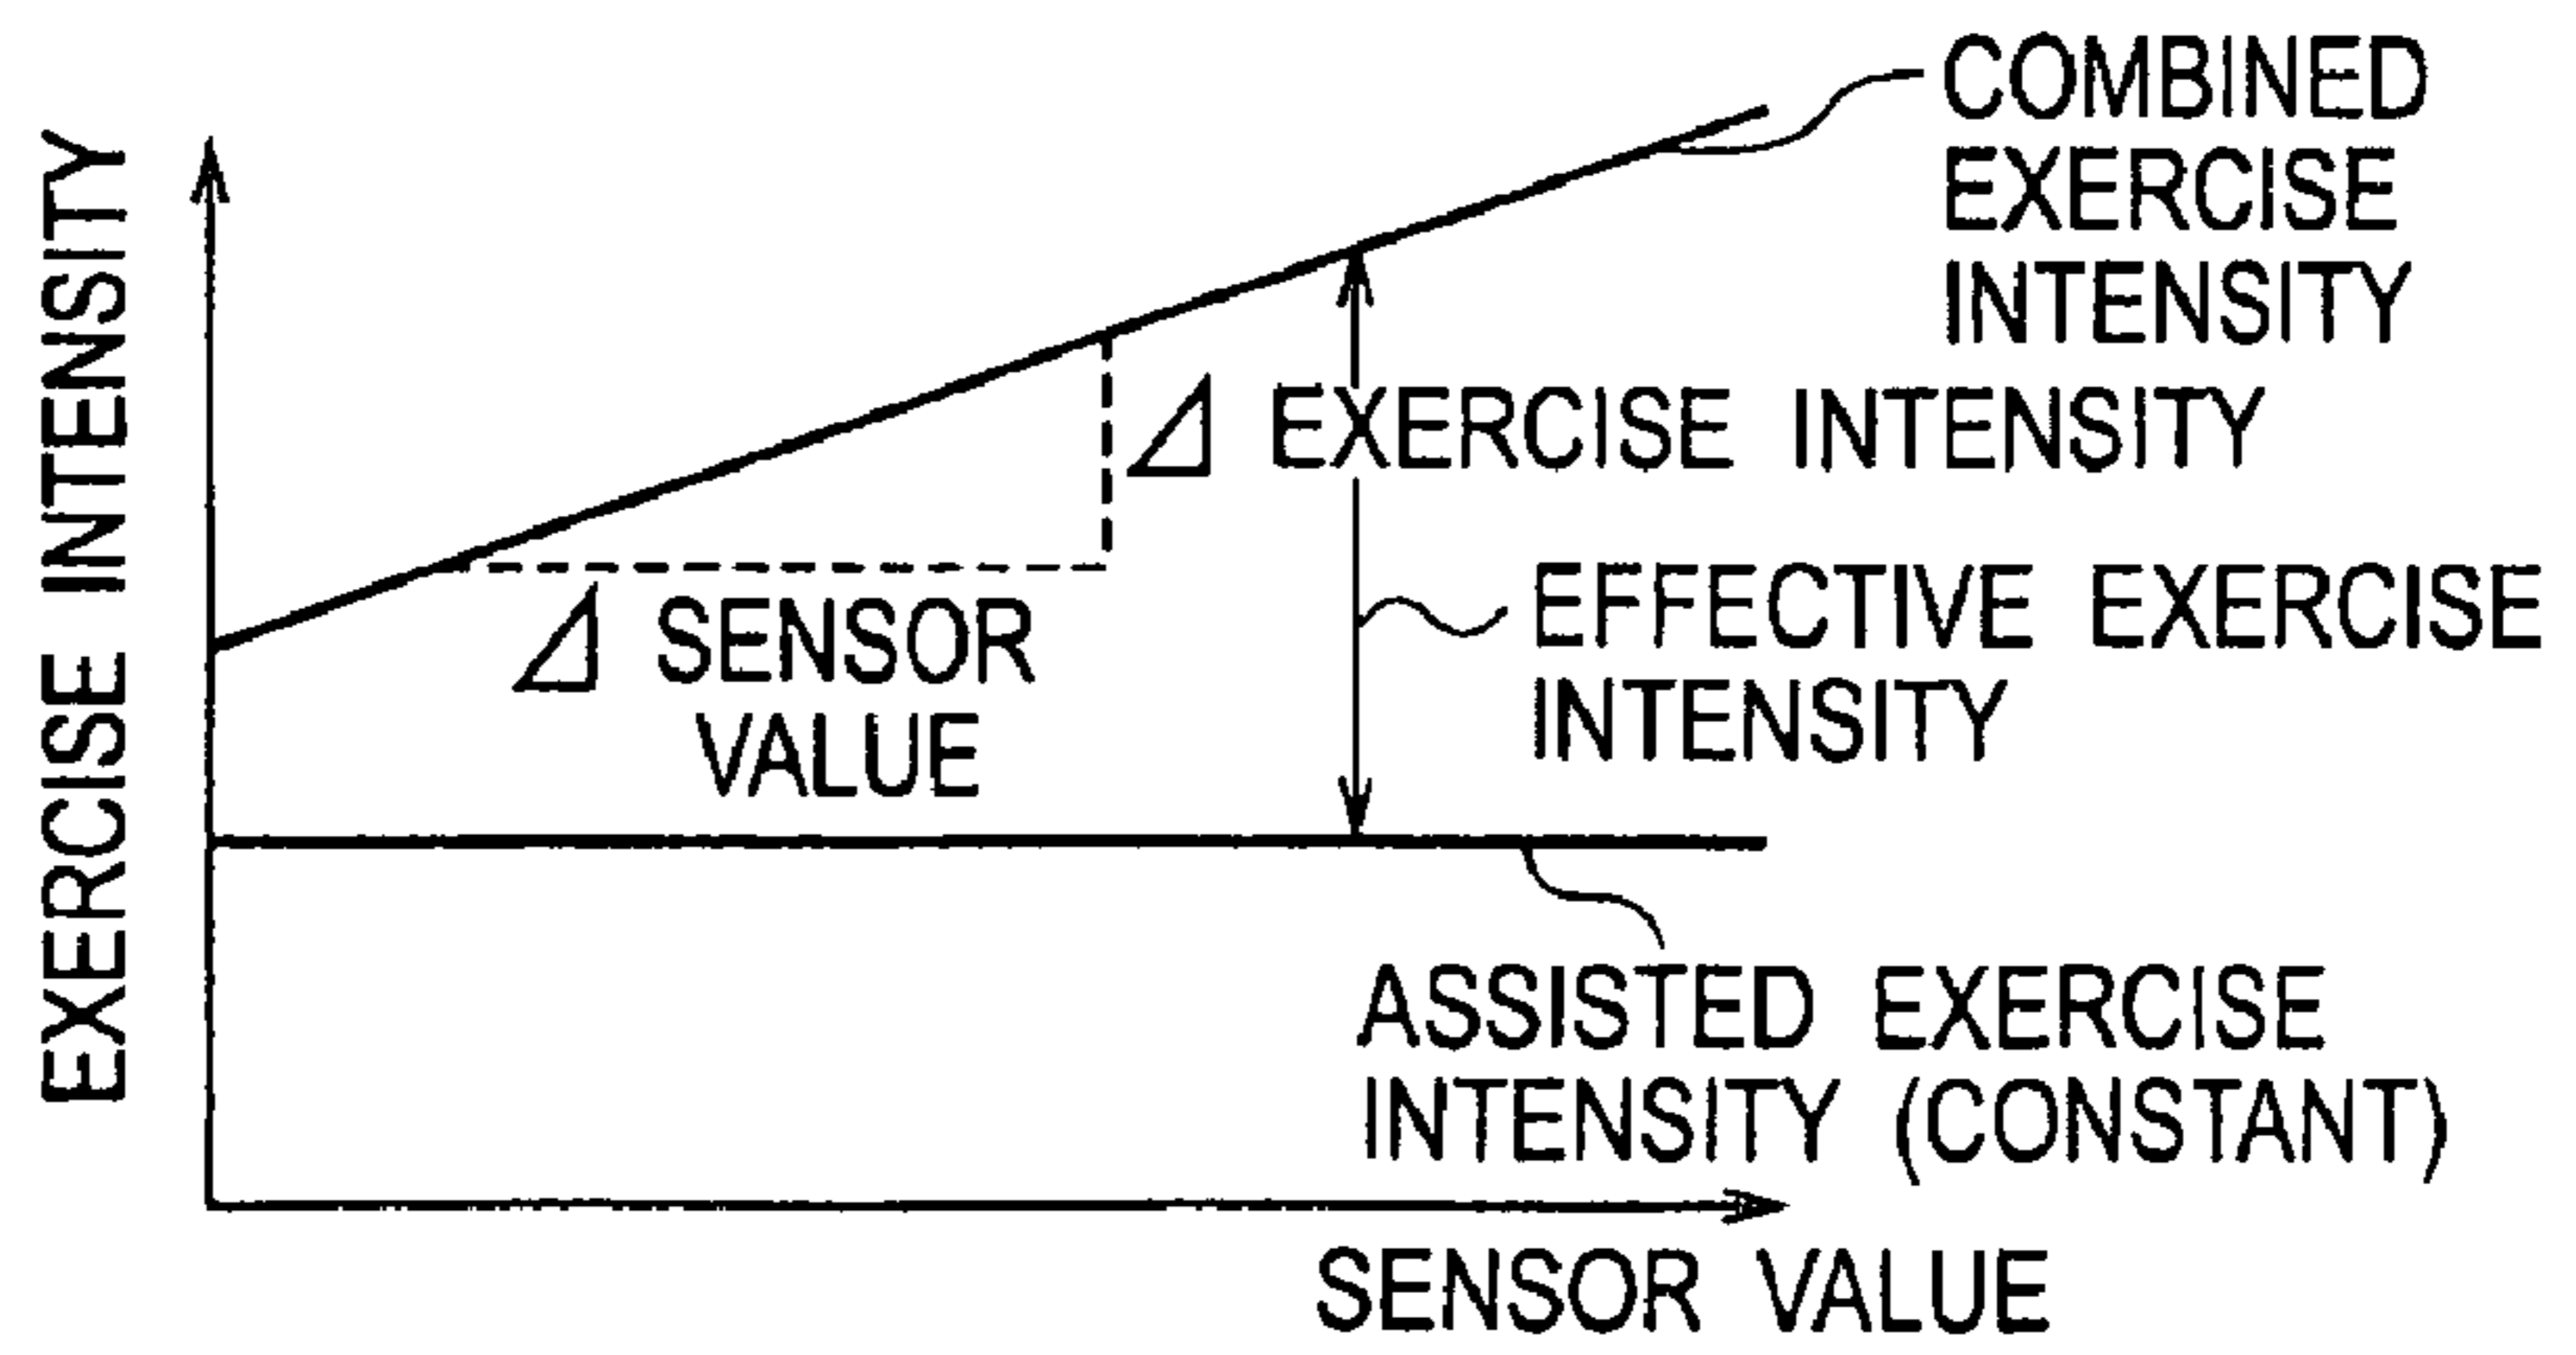 EXERCISE INTENSITY
COMBINED
EXERCISE
INTENSITY
⊿ EXERCISE INTENSITY
⊿ SENSOR
VALUE
EFFECTIVE EXERCISE
INTENSITY
ASSISTED EXERCISE
INTENSITY (CONSTANT)
SENSOR VALUE